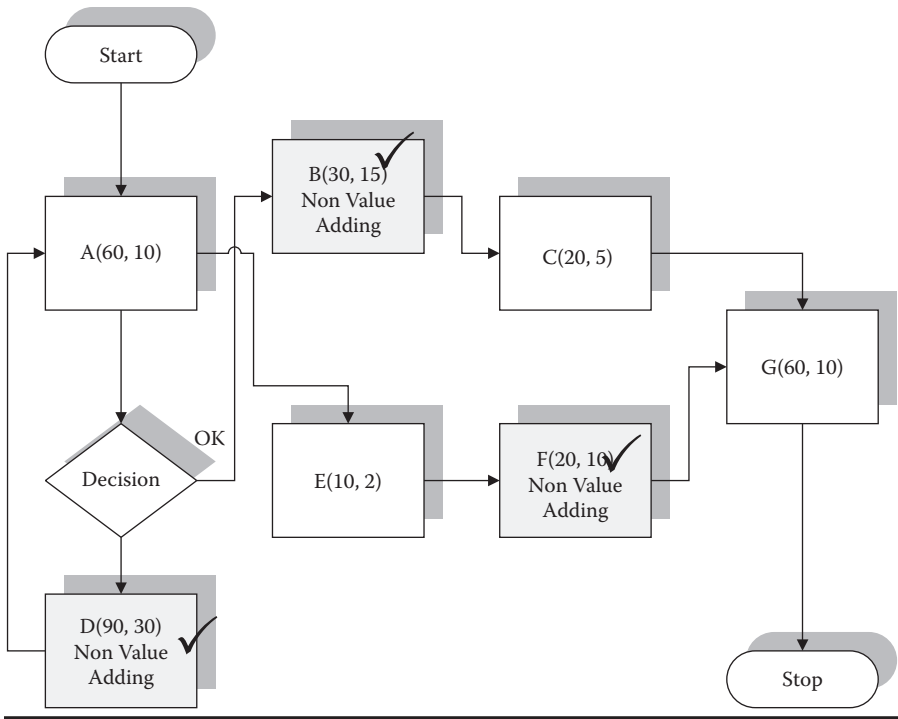 Start
B(30, 15)
Non Value
Adding
A(60, 10)
C(20, 5)
G(60, 10)
OK
Decision
E(10, 2)
F(20, 10)
Non Value
Adding
D(90, 30)
Non Value
Adding
Stop